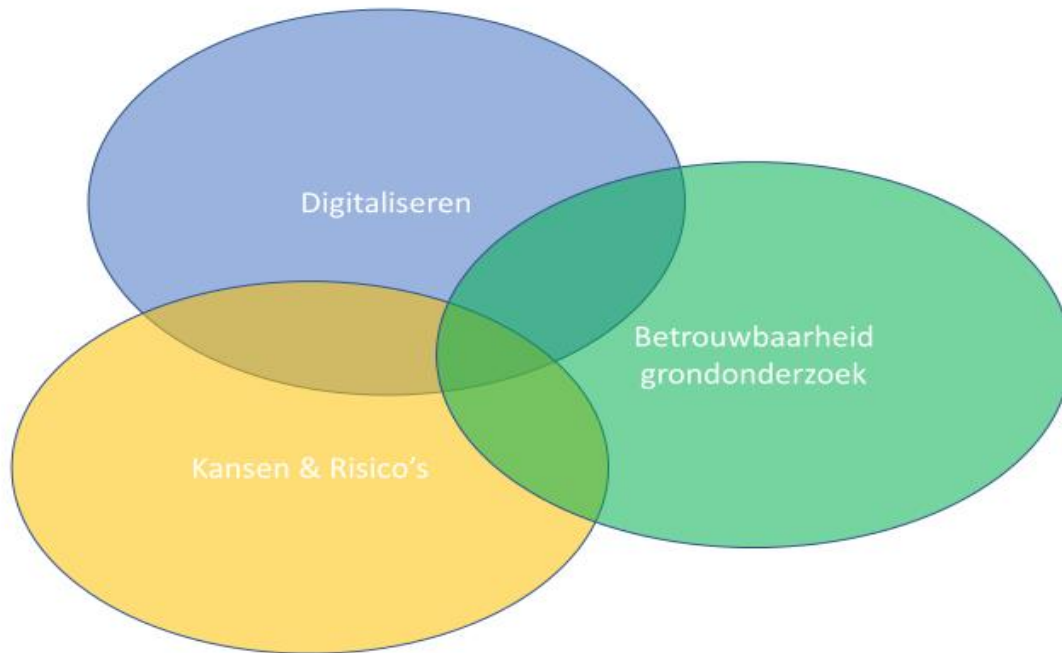 Digitaliseren
Betrouwbaarheid
grondonderzoek
Kansen & Risico's